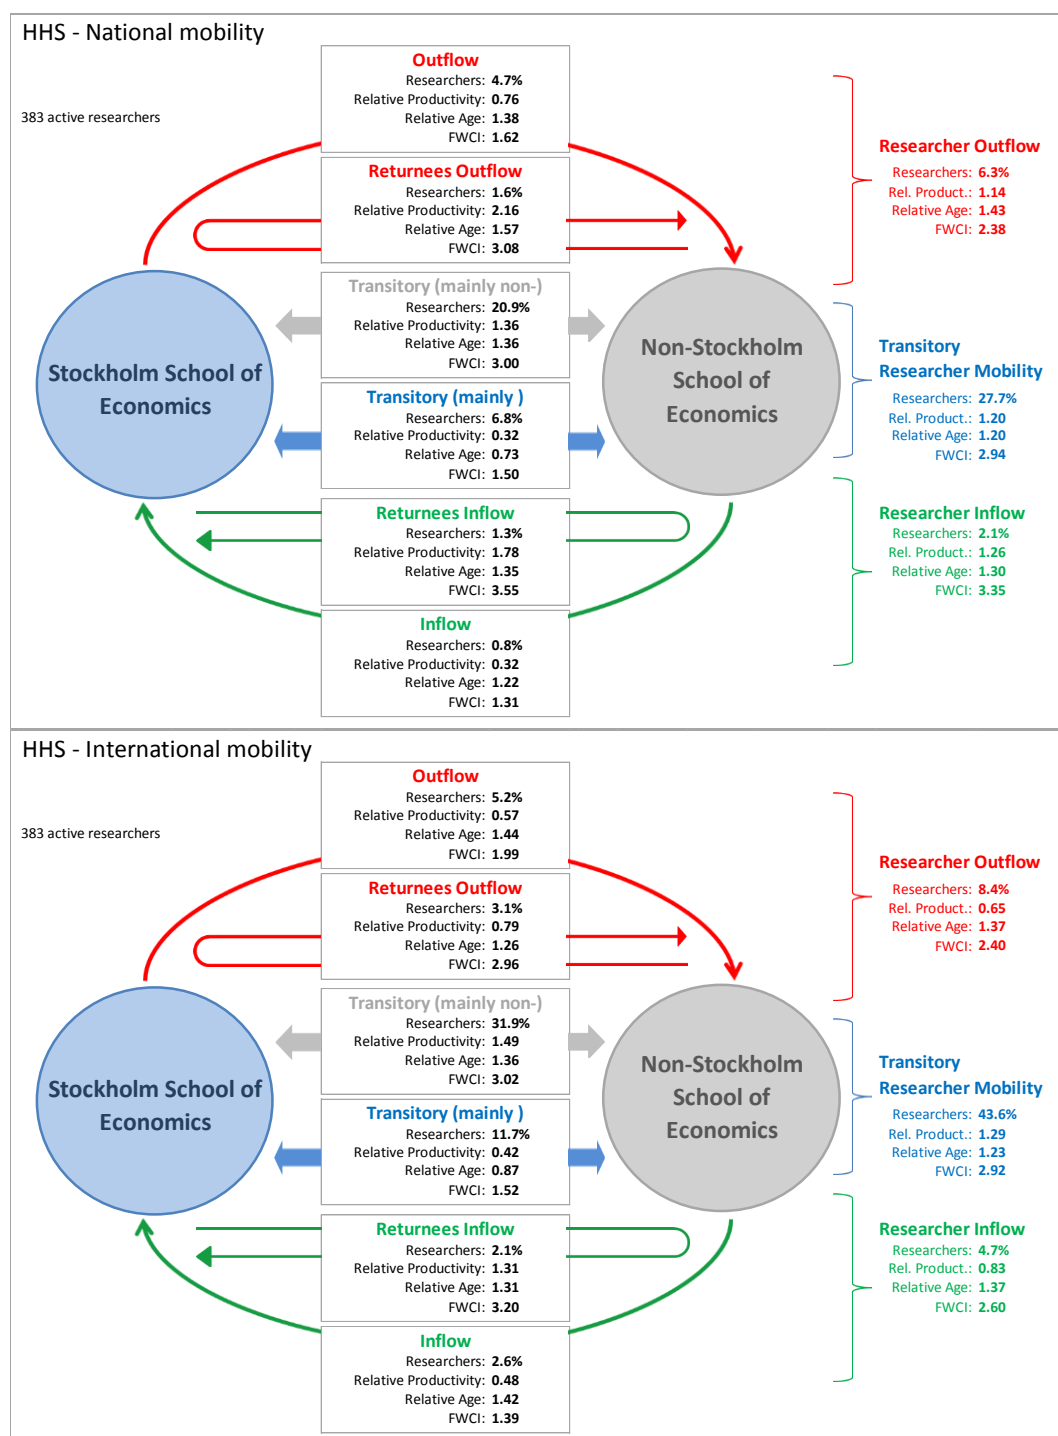 HHS - National mobility
383 active researchers
Outflow
Researchers: 4.7%
Relative Productivity: 0.76
Relative Age: 1.38
FWCI: 1.62
Returnees Outflow
Researchers: 1.6%
Relative Productivity: 2.16
Relative Age: 1.57
FWCI: 3.08
Transitory (mainly non-)
Researchers: 20.9%
Relative Productivity: 1.36
Relative Age: 1.36
FWCI: 3.00
Transitory (mainly )
Researchers: 6.8%
Relative Productivity: 0.32
Relative Age: 0.73
FWCI: 1.50
Returnees Inflow
Researchers: 1.3%
Relative Productivity: 1.78
Relative Age: 1.35
FWCI: 3.55
Inflow
Researchers: 0.8%
Relative Productivity: 0.32
Relative Age: 1.22
FWCI: 1.31
Stockholm School of
Economics
Non-Stockholm
School of
Economics
Researcher Outflow
Researchers: 6.3%
Rel. Product.: 1.14
Relative Age: 1.43
FWCI: 2.38
Transitory
Researcher Mobility
Researchers: 27.7%
Rel. Product.: 1.20
Relative Age: 1.20
FWCI: 2.94
Researcher Inflow
Researchers: 2.1%
Rel. Product.: 1.26
Relative Age: 1.30
FWCI: 3.35
HHS - International mobility
383 active researchers
Outflow
Researchers: 5.2%
Relative Productivity: 0.57
Relative Age: 1.44
FWCI: 1.99
Returnees Outflow
Researchers: 3.1%
Relative Productivity: 0.79
Relative Age: 1.26
FWCI: 2.96
Transitory (mainly non-)
Researchers: 31.9%
Relative Productivity: 1.49
Relative Age: 1.36
FWCI: 3.02
Transitory (mainly )
Researchers: 11.7%
Relative Productivity: 0.42
Relative Age: 0.87
FWCI: 1.52
Returnees Inflow
Researchers: 2.1%
Relative Productivity: 1.31
Relative Age: 1.31
FWCI: 3.20
Inflow
Researchers: 2.6%
Relative Productivity: 0.48
Relative Age: 1.42
FWCI: 1.39
Stockholm School of
Economics
Non-Stockholm
School of
Economics
Researcher Outflow
Researchers: 8.4%
Rel. Product.: 0.65
Relative Age: 1.37
FWCI: 2.40
Transitory
Researcher Mobility
Researchers: 43.6%
Rel. Product.: 1.29
Relative Age: 1.23
FWCI: 2.92
Researcher Inflow
Researchers: 4.7%
Rel. Product.: 0.83
Relative Age: 1.37
FWCI: 2.60